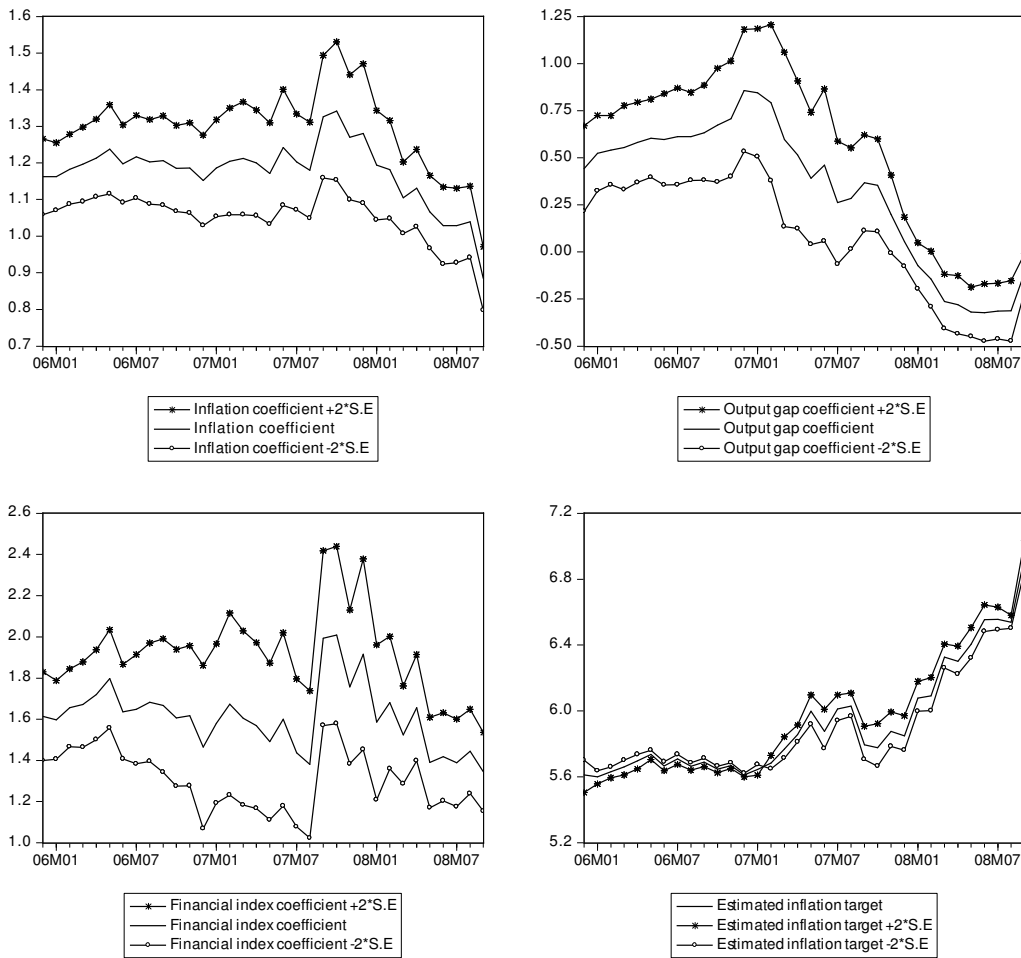 1.6
1.5
1.4
1.3
1.2
1.1
1.0
0.9
0.8
0.7
06M01 06M07 07M01 07M07 08M01 08M07
Inflation coefficient +2*S.E
Inflation coefficient
Inflation coefficient -2*S.E
1.25
1.00
0.75
0.50
0.25
0.00
-0.25
-0.50
06M01 06M07 07M01 07M07 08M01 08M07
Output gap coefficient +2*S.E
Output gap coefficient
Output gap coefficient -2*S.E
2.6
2.4
2.2
2.0
1.8
1.6
1.4
1.2
1.0
06M01 06M07 07M01 07M07 08M01 08M07
Financial index coefficient +2*S.E
Financial index coefficient
Financial index coefficient -2*S.E
7.2
6.8
6.4
6.0
5.6
5.2
06M01 06M07 07M01 07M07 08M01 08M07
Estimated inflation target
Estimated inflation target +2*S.E
Estimated inflation target -2*S.E